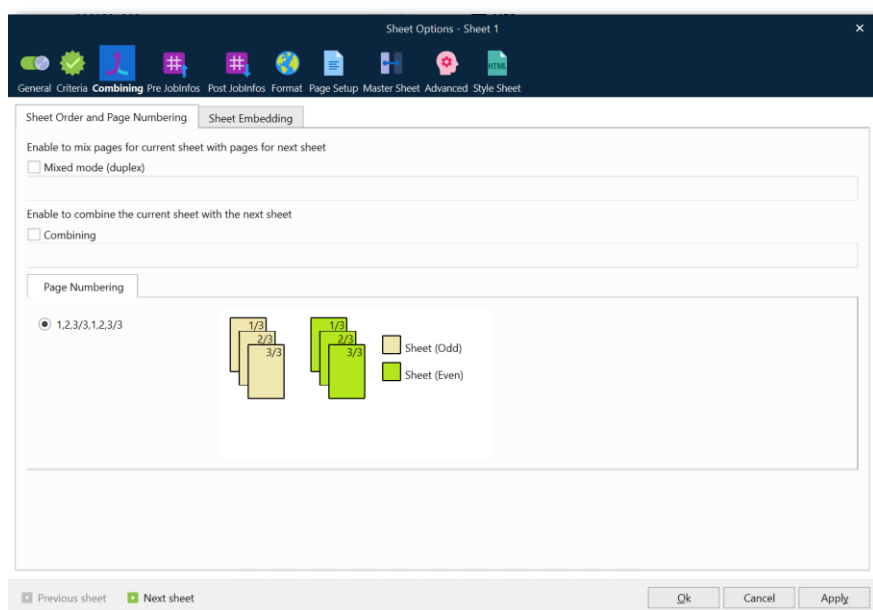 Sheet Options - Sheet 1
General Criteria Combining Pre JobInfos Post JobInfos Format Page Setup Master Sheet Advanced Style Sheet
HTML
Sheet Order and Page Numbering Sheet Embedding
Enable to mix pages for current sheet with pages for next sheet
Mixed mode (duplex)
Enable to combine the current sheet with the next sheet
Combining
Page Numbering
1,2,3/3,1,2,3/3
1/3 1/3
2/3 2/3
3/3 3/3
Sheet (Odd)
Sheet (Even)
Previous sheet Next sheet Ok Cancel Apply